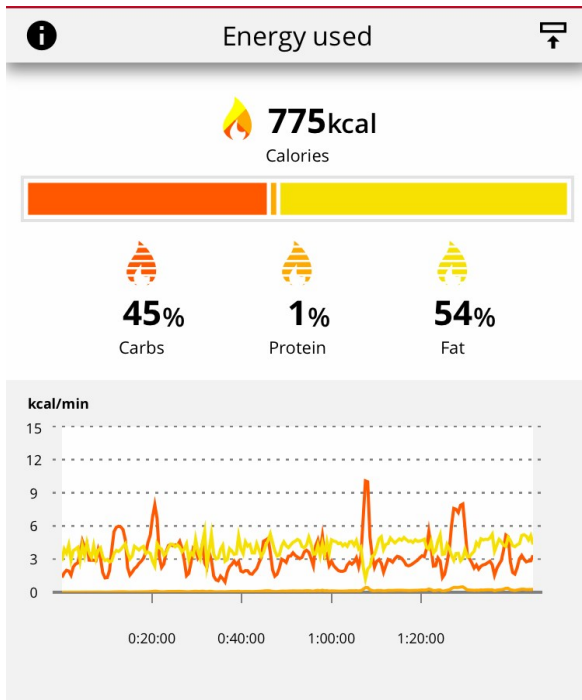 Energy used
775kcal
Calories
45% 1% 54%
Carbs Protein Fat
kcal/min
15
12
9
6
3
0
0:20:00 0:40:00 1:00:00 1:20:00